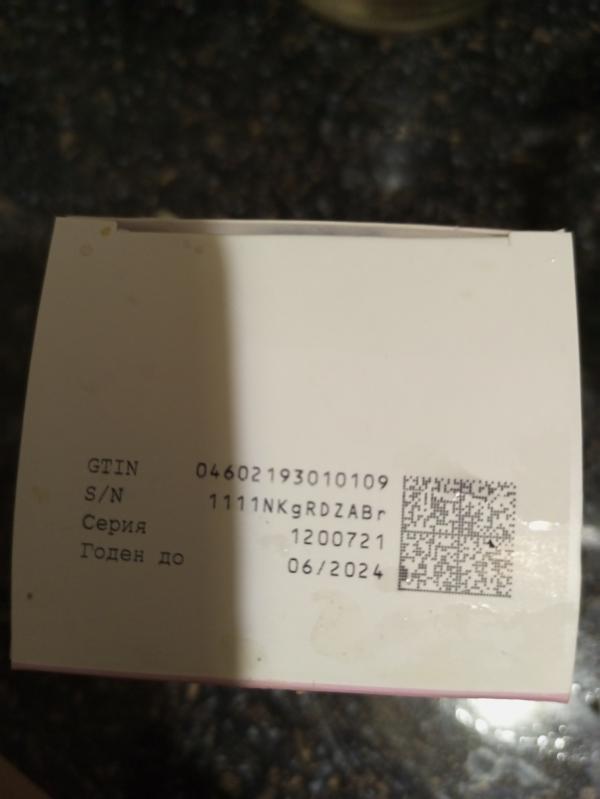 GTIN 04602193010109
S/N 1111NKgRDZABr
Серия 1200721
Годен до 06/2024